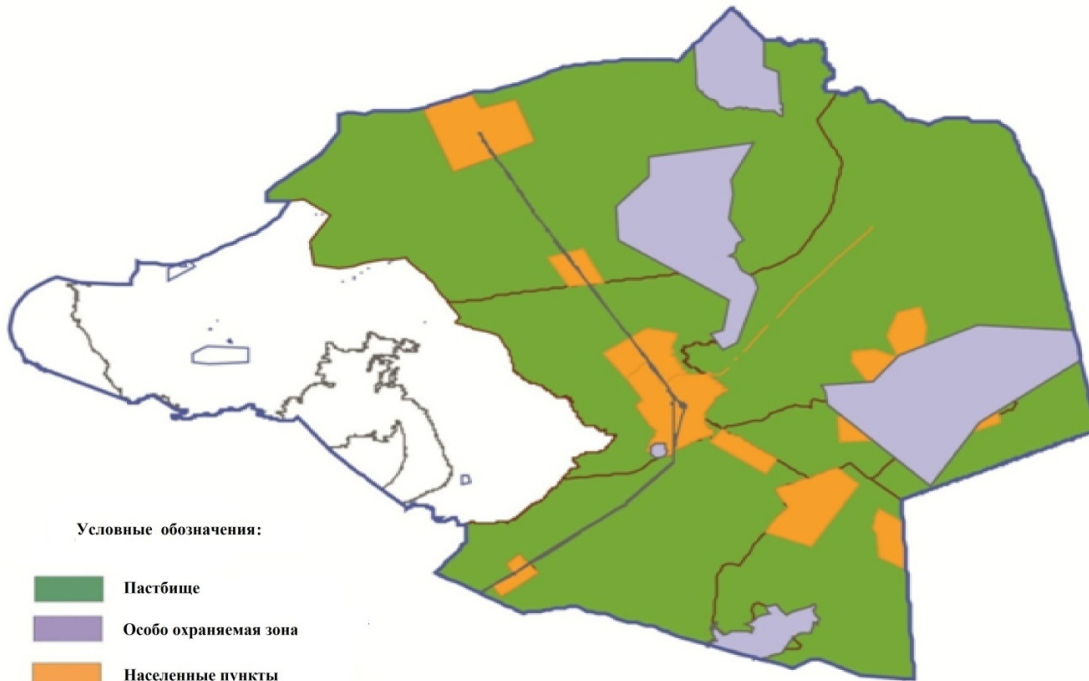 Условные обозначения:
Пастбище
Особо охраняемая зона
Населенные пункты